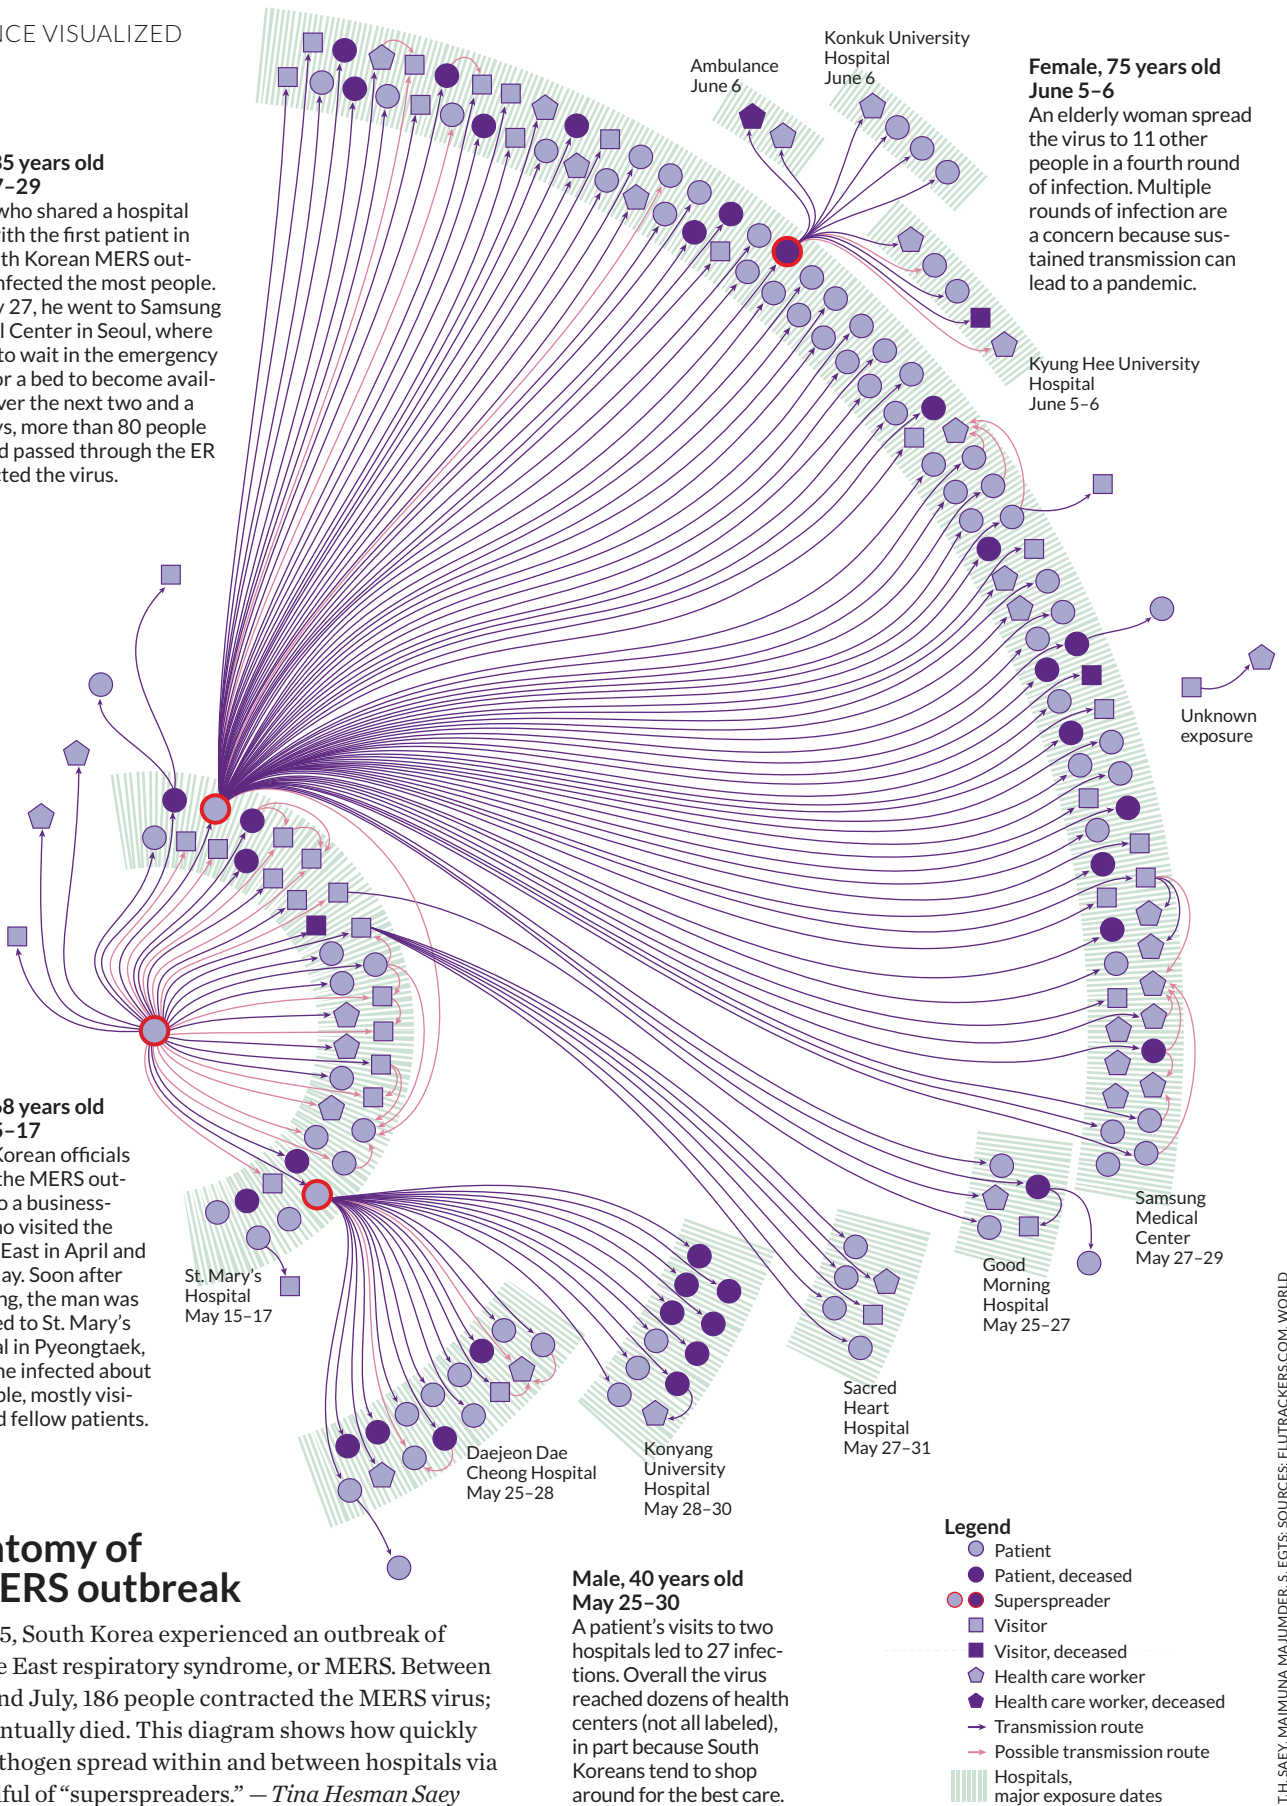 NCE VISUALIZED
Ambulance
June 6
Konkuk University
Hospital
June 6
Female, 75 years old
June 5–6
An elderly woman spread
the virus to 11 other
people in a fourth round
of infection. Multiple
rounds of infection are
a concern because sus-
tained transmission can
lead to a pandemic.
35 years old
7–29
who shared a hospital
with the first patient in
th Korean MERS out-
nfected the most people.
y 27, he went to Samsung
l Center in Seoul, where
to wait in the emergency
or a bed to become avail-
ver the next two and a
ys, more than 80 people
d passed through the ER
cted the virus.
Kyung Hee University
Hospital
June 5–6
Unknown
exposure
68 years old
5–17
Korean officials
the MERS out-
o a business-
ho visited the
East in April and
ay. Soon after
ng, the man was
ed to St. Mary's
al in Pyeongtaek,
he infected about
ple, mostly visi-
d fellow patients.
St. Mary's
Hospital
May 15–17
Samsung
Medical
Center
May 27–29
Good
Morning
Hospital
May 25–27
Sacred
Heart
Hospital
May 27–31
Konyang
University
Hospital
May 28–30
Daejeon Dae
Cheong Hospital
May 25–28
atomy of
MERS outbreak
5, South Korea experienced an outbreak of
e East respiratory syndrome, or MERS. Between
nd July, 186 people contracted the MERS virus;
entually died. This diagram shows how quickly
thogen spread within and between hospitals via
dful of “superspreaders.” — Tina Hesman Saey
Male, 40 years old
May 25–30
A patient's visits to two
hospitals led to 27 infec-
tions. Overall the virus
reached dozens of health
centers (not all labeled),
in part because South
Koreans tend to shop
around for the best care.
Legend
Patient
Patient, deceased
Superspreader
Visitor
Visitor, deceased
Health care worker
Health care worker, deceased
Transmission route
Possible transmission route
Hospitals,
major exposure dates
T.H. SAEY, MAIMUNA MAJUMDER, S. EGTS; SOURCES: FLUTRACKERS.COM, WORLD